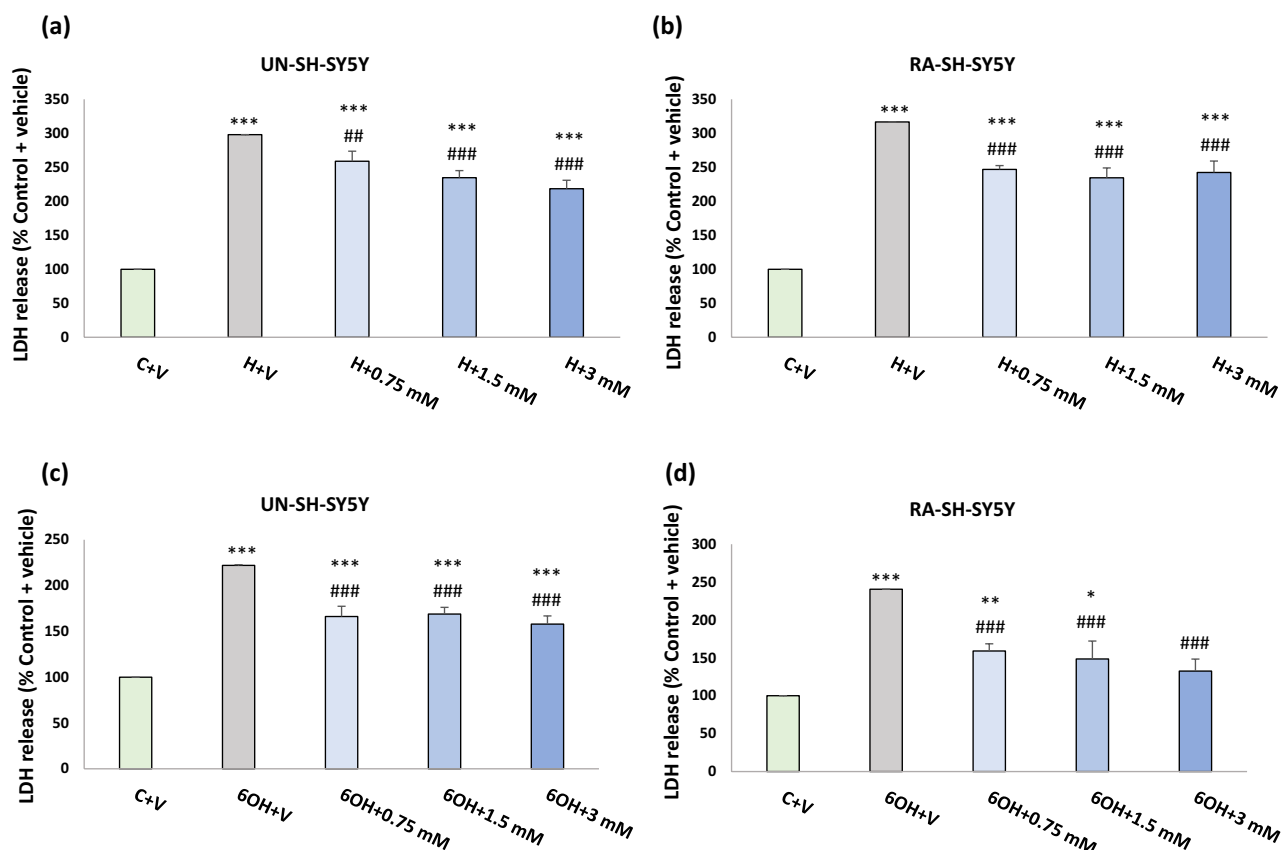 (a)
UN-SH-SY5Y
LDH release (% Control + vehicle)
350
300
250
200
150
100
50
0
***
***
##
***
###
***
###
C+V
H+V
H+0.75 mM
H+1.5 mM
H+3 mM
(b)
RA-SH-SY5Y
LDH release (% Control + vehicle)
350
300
250
200
150
100
50
0
***
***
###
***
###
***
###
C+V
H+V
H+0.75 mM
H+1.5 mM
H+3 mM
(c)
UN-SH-SY5Y
LDH release (% Control + vehicle)
250
200
150
100
50
0
***
***
###
***
###
***
###
C+V
6OH+V
6OH+0.75 mM
6OH+1.5 mM
6OH+3 mM
(d)
RA-SH-SY5Y
LDH release (% Control + vehicle)
300
250
200
150
100
50
0
***
**
###
*
###
###
C+V
6OH+V
6OH+0.75 mM
6OH+1.5 mM
6OH+3 mM